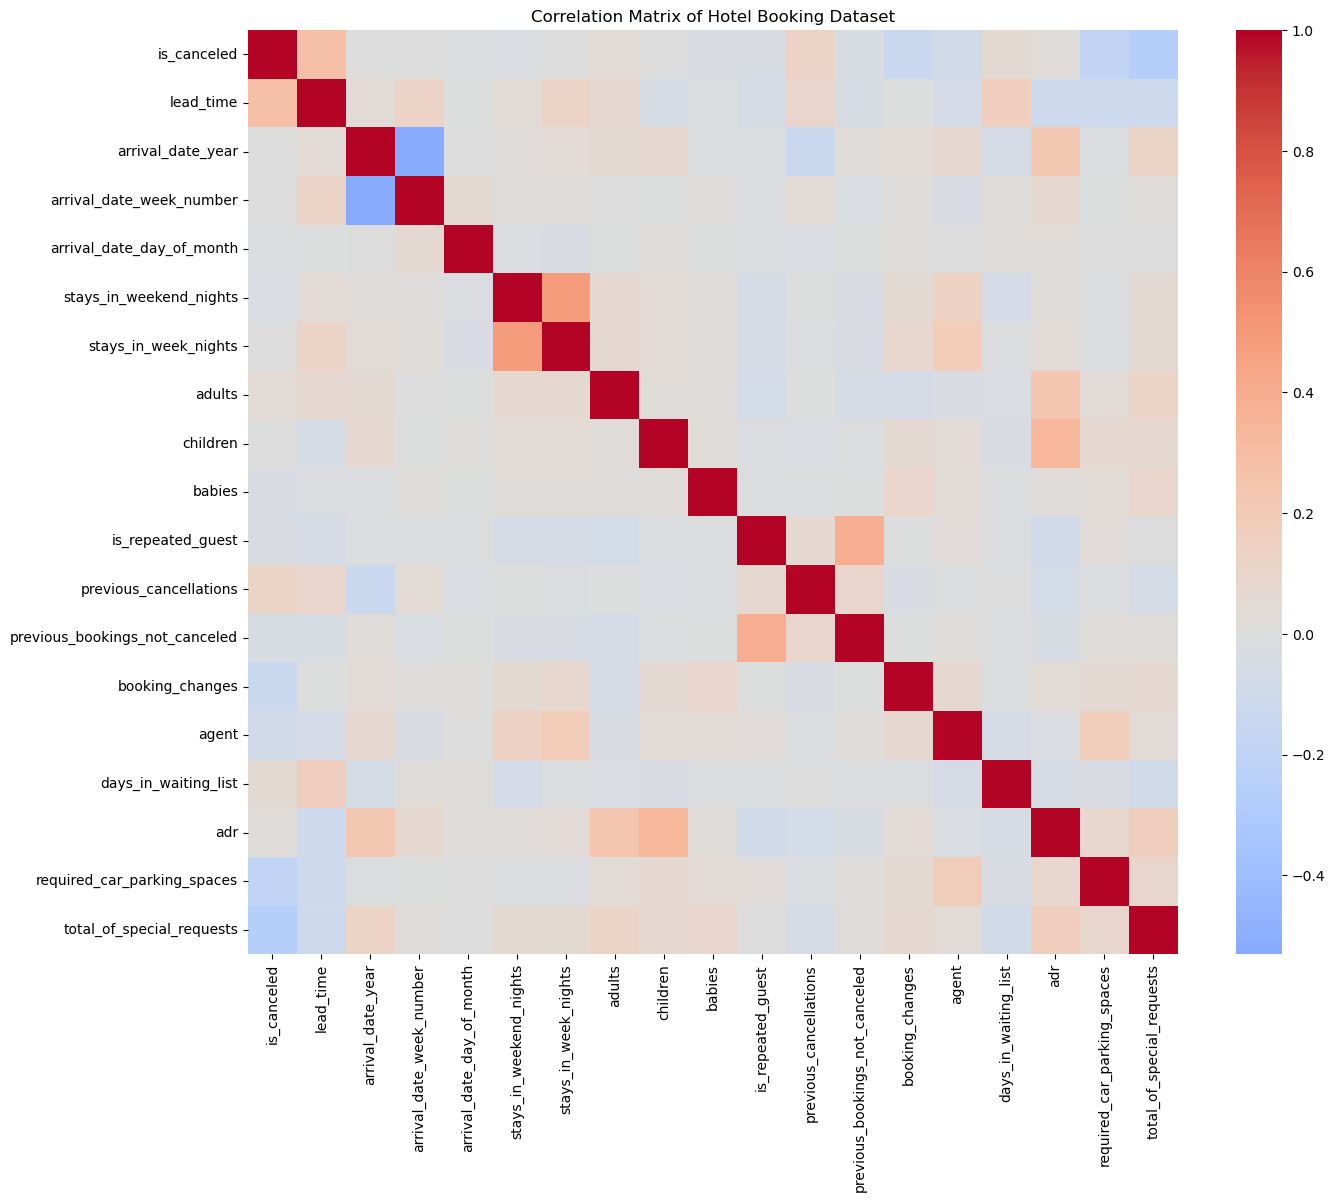 Correlation Matrix of Hotel Booking Dataset
is_canceled
lead_time
arrival_date_year
arrival_date_week_number
arrival_date_day_of_month
stays_in_weekend_nights
stays_in_week_nights
adults
children
babies
is_repeated_guest
previous_cancellations
previous_bookings_not_canceled
booking_changes
agent
days_in_waiting_list
adr
required_car_parking_spaces
total_of_special_requests
is_canceled
lead_time
arrival_date_year
arrival_date_week_number
arrival_date_day_of_month
stays_in_weekend_nights
stays_in_week_nights
adults
children
babies
is_repeated_guest
previous_cancellations
previous_bookings_not_canceled
booking_changes
agent
days_in_waiting_list
adr
required_car_parking_spaces
total_of_special_requests
1.0
0.8
0.6
0.4
0.2
0.0
−0.2
−0.4